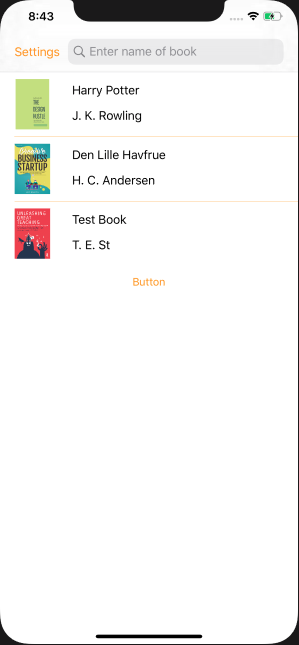 8:43
Settings
Enter name of book
Harry Potter
J. K. Rowling
THE
DESIGN
Den Lille Havfrue
H. C. Andersen
BUSINESS
STARTUP
Test Book
T. E. St
UNLEASHING
GREAT
TEACHING
Button